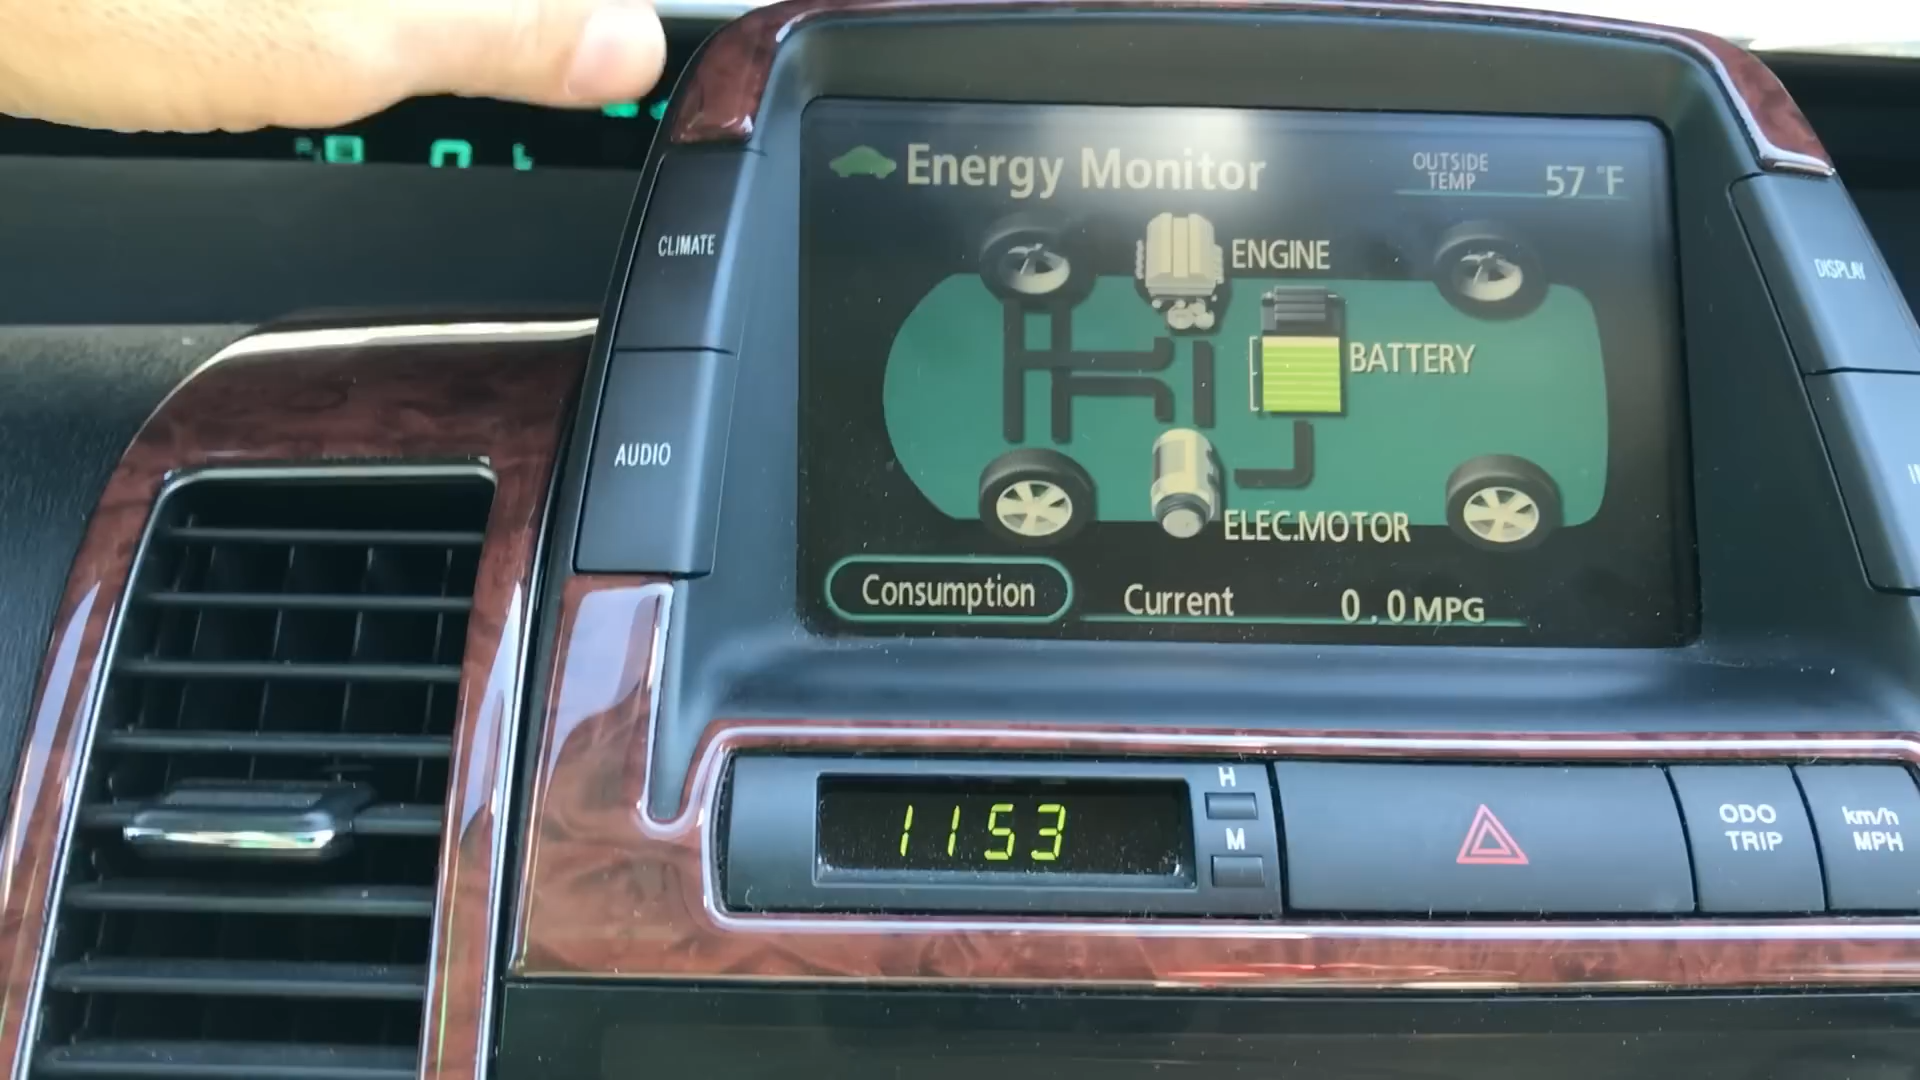 Energy Monitor
OUTSIDE
TEMP
57 °F
CLIMATE
ENGINE
DISPLAY
BATTERY
AUDIO
ELEC.MOTOR
Consumption
Current
0.0 MPG
1153
H
M
ODO
TRIP
km/h
MPH